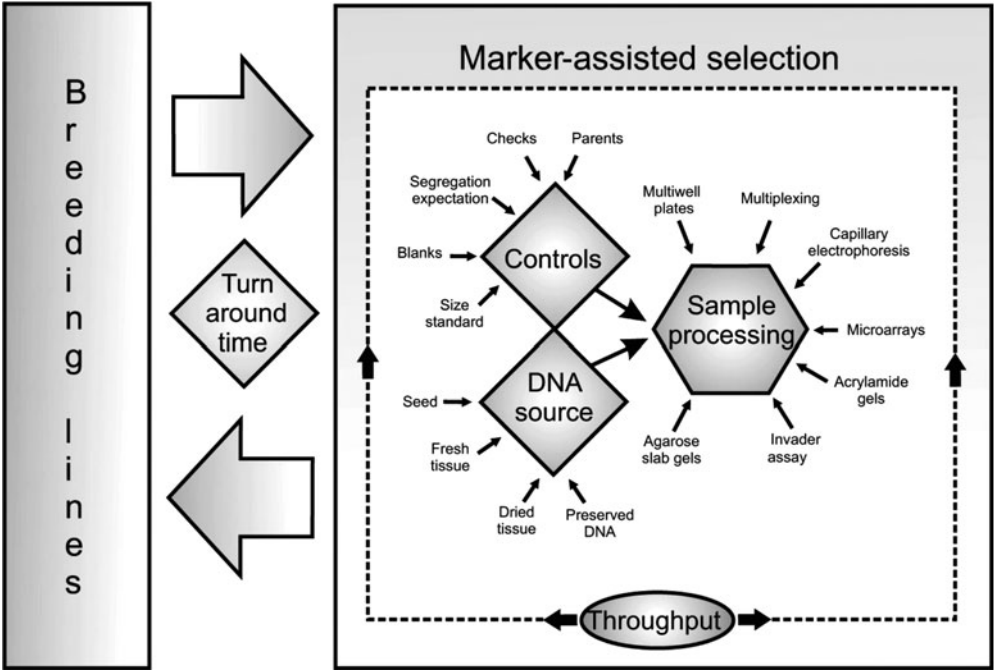 Breeding lines
Turn
around
time
Marker-assisted selection
Checks
Parents
Segregation
expectation
Blanks
Size
standard
Controls
Multiwell
plates
Multiplexing
Capillary
electrophoresis
Sample
processing
Microarrays
Acrylamide
gels
Invader
assay
Agarose
slab gels
DNA
source
Seed
Fresh
tissue
Dried
tissue
Preserved
DNA
Throughput